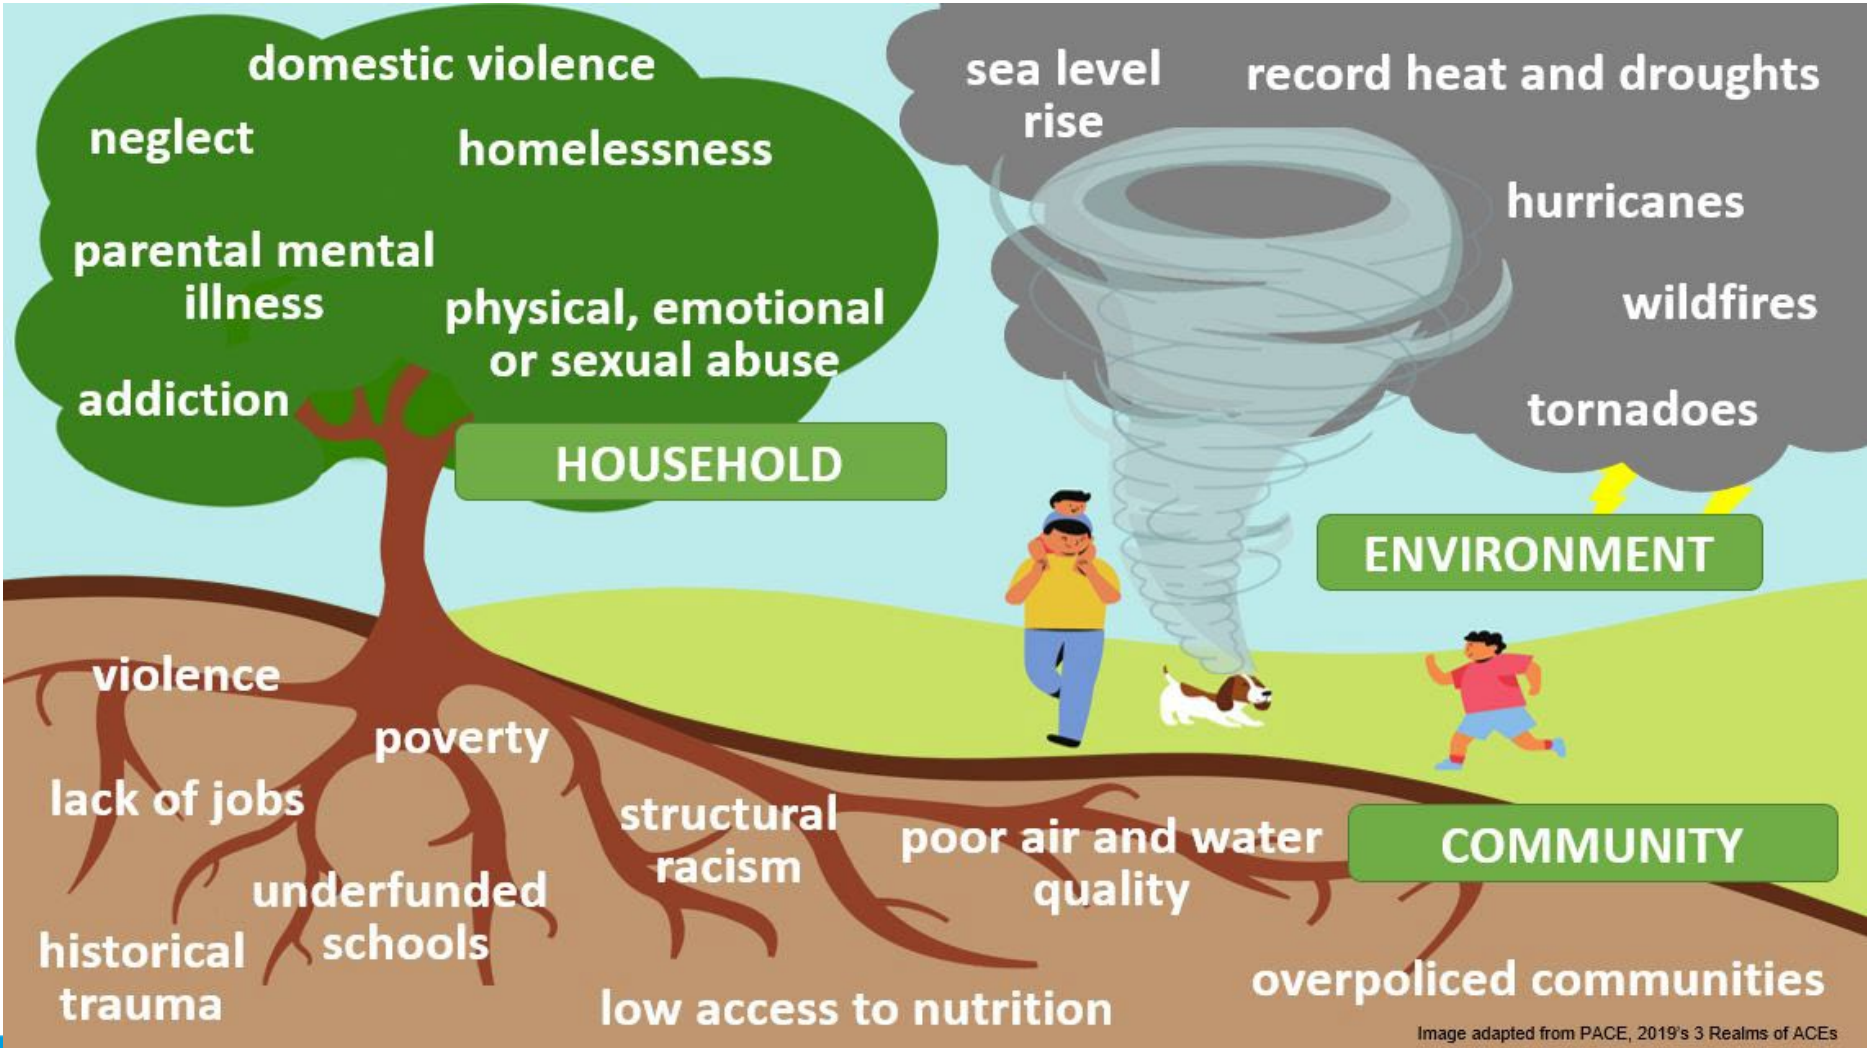 domestic violence
neglect
homelessness
parental mental
illness
physical, emotional
or sexual abuse
addiction
HOUSEHOLD
sea level
rise
record heat and droughts
hurricanes
wildfires
tornadoes
ENVIRONMENT
violence
poverty
lack of jobs
structural
racism
poor air and water
quality
COMMUNITY
underfunded
schools
historical
trauma
low access to nutrition
overpoliced communities
Image adapted from PACE, 2019's 3 Realms of ACEs